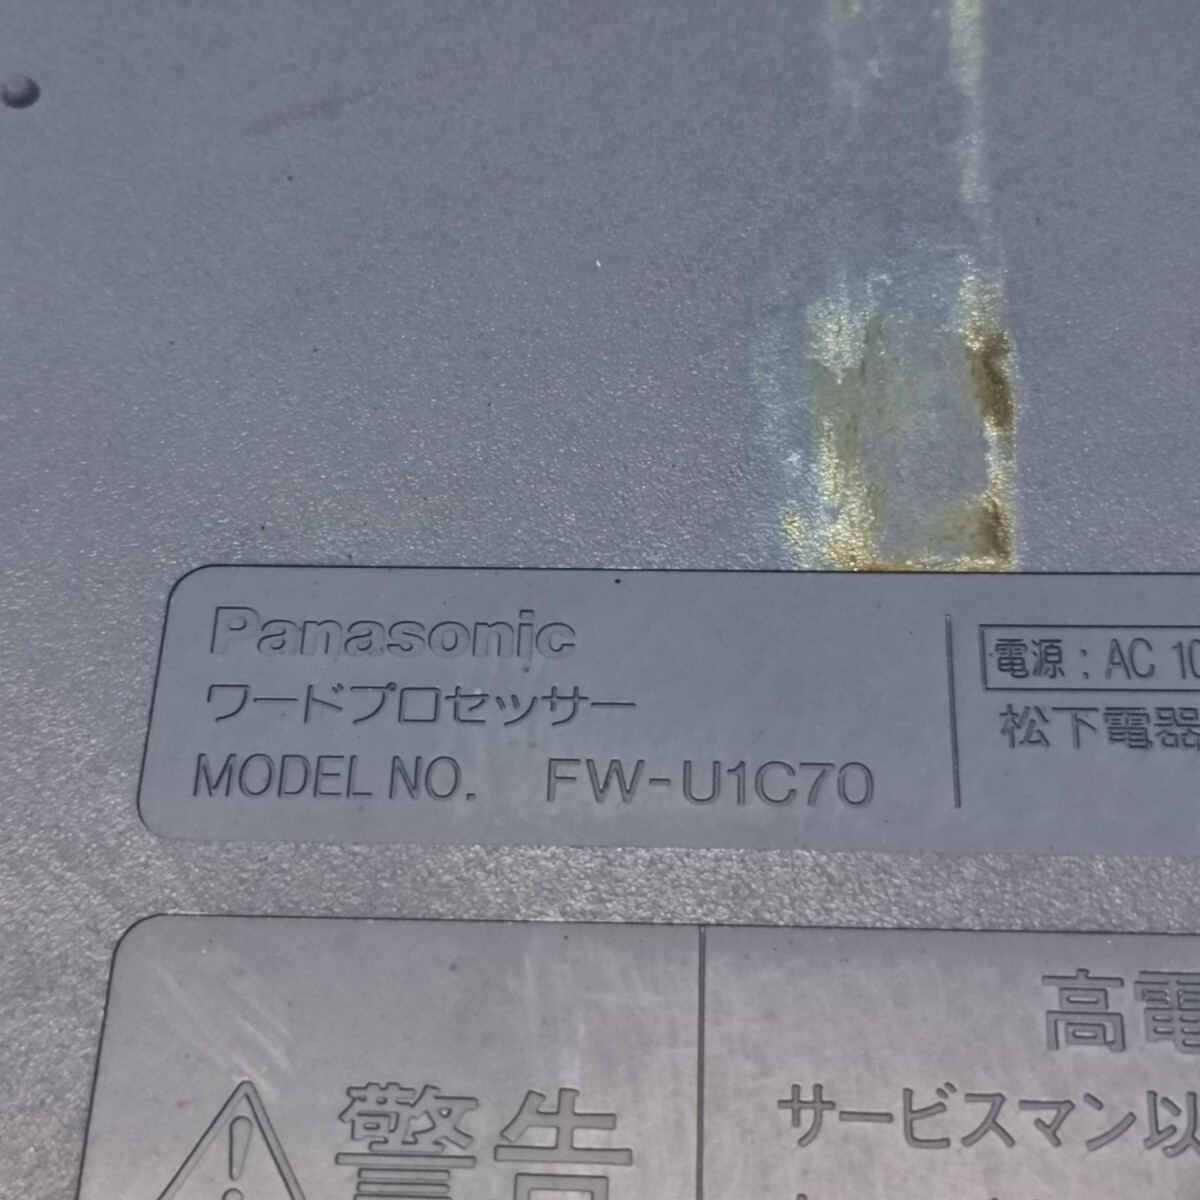 Panasonic
ワードプロセッサー
MODEL NO. FW-U1C70
電源: AC 10
松下電器
警告
高電
サービスマン以